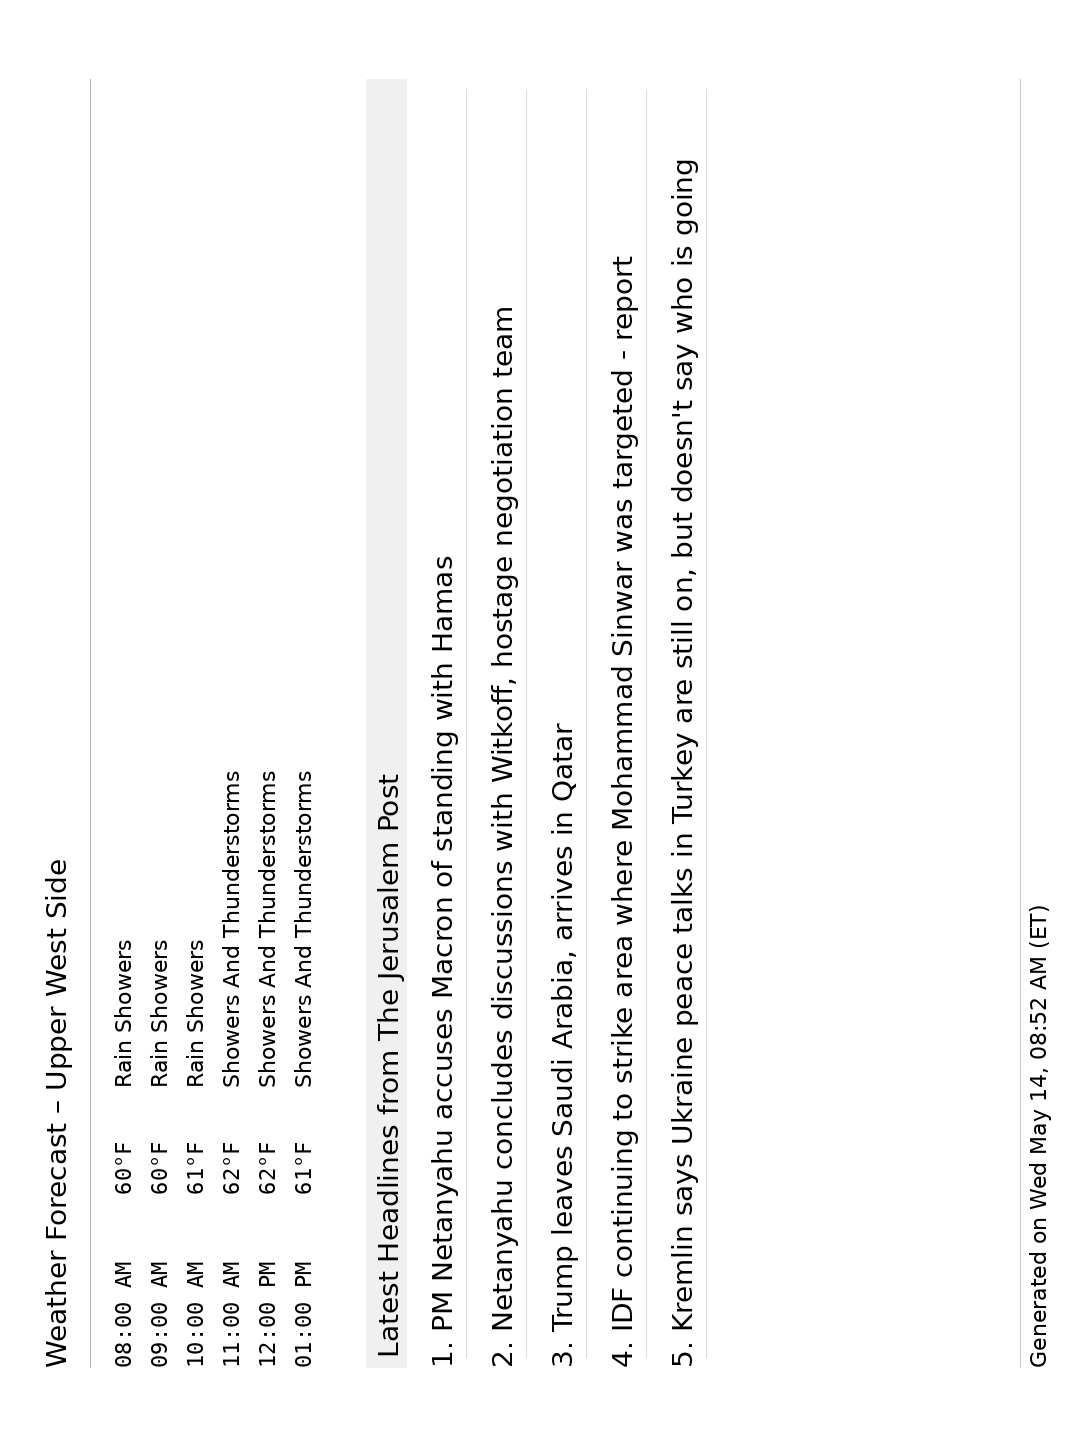 Weather Forecast – Upper West Side
08:00 AM 60°F Rain Showers
09:00 AM 60°F Rain Showers
10:00 AM 61°F Rain Showers
11:00 AM 62°F Showers And Thunderstorms
12:00 PM 62°F Showers And Thunderstorms
01:00 PM 61°F Showers And Thunderstorms
Latest Headlines from The Jerusalem Post
1. PM Netanyahu accuses Macron of standing with Hamas
2. Netanyahu concludes discussions with Witkoff, hostage negotiation team
3. Trump leaves Saudi Arabia, arrives in Qatar
4. IDF continuing to strike area where Mohammad Sinwar was targeted - report
5. Kremlin says Ukraine peace talks in Turkey are still on, but doesn't say who is going
Generated on Wed May 14, 08:52 AM (ET)